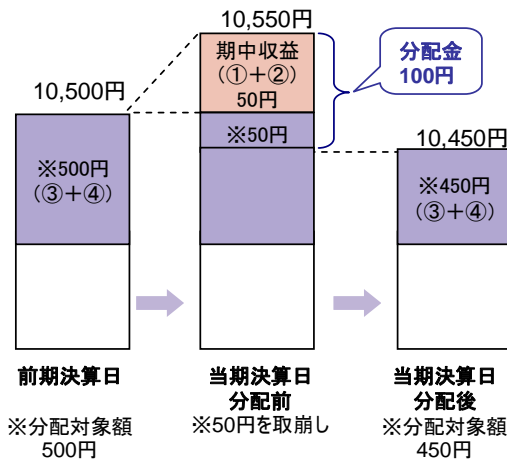 10,500円
※500円
(③+④)
前期決算日
※分配対象額
500円
10,550円
期中収益
(①+②)
50円
※50円
分配金
100円
当期決算日
分配前
※50円を取崩し
10,450円
※450円
(③+④)
当期決算日
分配後
※分配対象額
450円